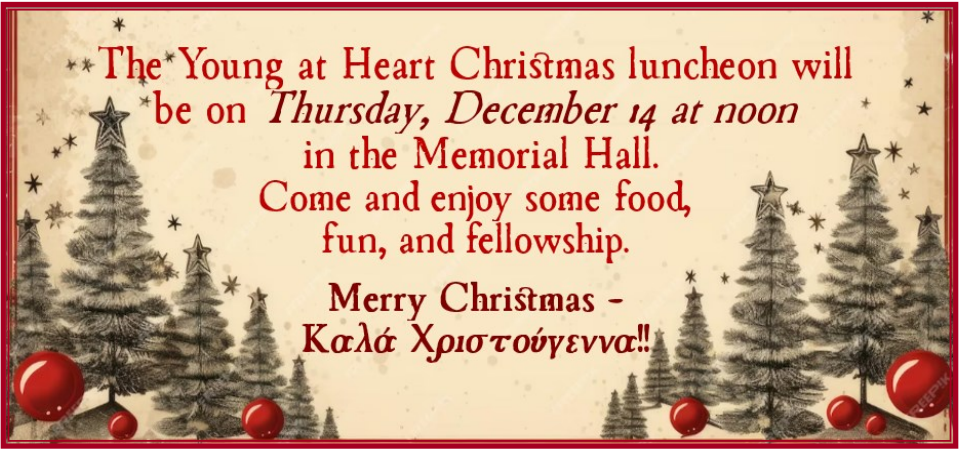 The Young at Heart Christmas luncheon will
be on Thursday, December 14 at noon
in the Memorial Hall.
Come and enjoy some food,
fun, and fellowship.
Merry Christmas -
Καλά Χριστούγεννα!!